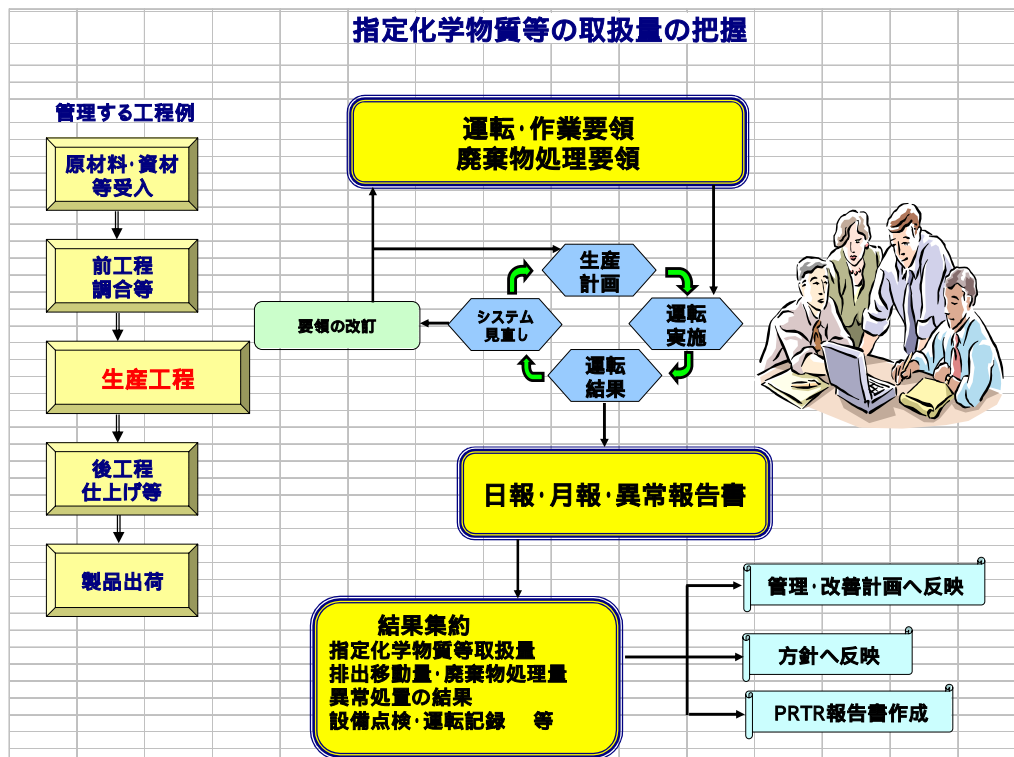 指定化学物質等の取扱量の把握
管理する工程例
原材料･資材
等受入
前工程
調合等
生産工程
後工程
仕上げ等
製品出荷
運転･作業要領
廃棄物処理要領
生産
計画
運転
実施
運転
結果
システム
見直し
要領の改訂
日報･月報･異常報告書
結果集約
指定化学物質等取扱量
排出移動量･廃棄物処理量
異常処置の結果
設備点検･運転記録　等
管理･改善計画へ反映
方針へ反映
PRTR報告書作成